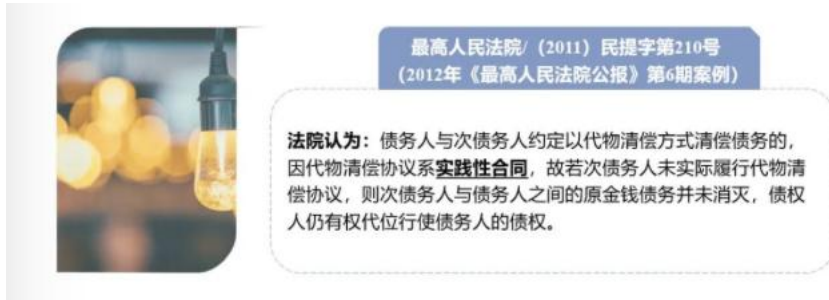 最高人民法院/（2011）民提字第210号
（2012年《最高人民法院公报》第6期案例）
法院认为：债务人与次债务人约定以代物清偿方式清偿债务的，
因代物清偿协议系实践性合同，故若次债务人未实际履行代物清
偿协议，则次债务人与债务人之间的原金钱债务并未消灭，债权
人仍有权代位行使债务人的债权。